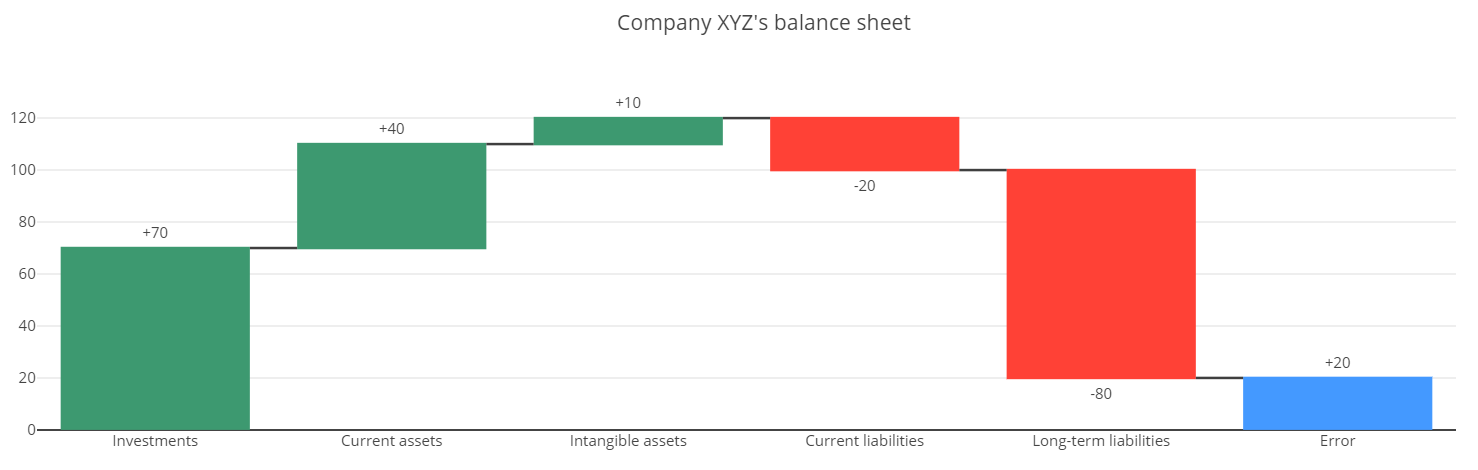 Company XYZ's balance sheet
+10
120
+40
100
-20
80
+70
60
40
+20
20
-80
0
Investments
Current assets
Intangible assets
Current liabilities
Long-term liabilities
Error